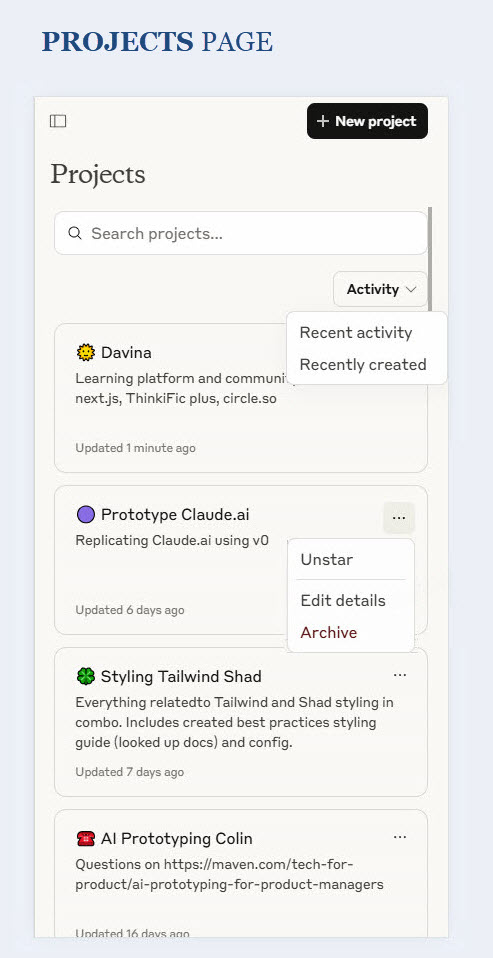 PROJECTS PAGE
+ New project
Projects
Search projects...
Activity
Recent activity
Recently created
Davina
Learning platform and communi
next.js, ThinkiFic plus, circle.so
Updated 1 minute ago
Prototype Claude.ai
...
Replicating Claude.ai using v0
Unstar
Edit details
Archive
Updated 6 days ago
Styling Tailwind Shad
...
Everything relatedto Tailwind and Shad styling in
combo. Includes created best practices styling
guide (looked up docs) and config.
Updated 7 days ago
AI Prototyping Colin
...
Questions on https://maven.com/tech-for-
product/ai-prototyping-for-product-managers
Updated 16 days ago